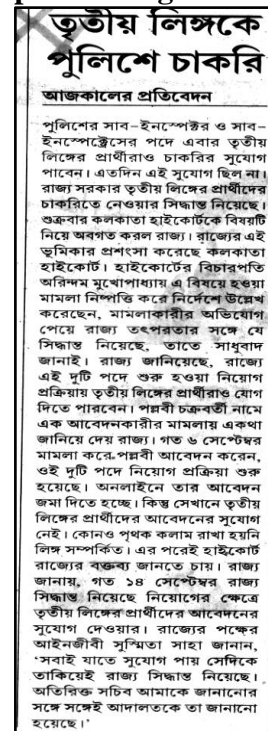 তৃতীয় লিঙ্গকে
পুলিশে চাকরি
আজকালের প্রতিবেদন
পুলিশের সাব-ইনস্পেক্টর ও সাব-
ইনস্পেক্ট্রেসের পদে এবার তৃতীয়
লিঙ্গের প্রার্থীরাও চাকরির সুযোগ
পাবেন। এতদিন এই সুযোগ ছিল না।
রাজ্য সরকার তৃতীয় লিঙ্গের প্রার্থীদের
চাকরিতে নেওয়ার সিদ্ধান্ত নিয়েছে।
শুক্রবার কলকাতা হাইকোর্টকে বিষয়টি
নিয়ে অবগত করল রাজ্য। রাজ্যের এই
ভূমিকার প্রশংসা করেছে কলকাতা
হাইকোর্ট। হাইকোর্টের বিচারপতি
অরিন্দম মুখোপাধ্যায় এ বিষয়ে হওয়া
মামলা নিষ্পত্তি করে নির্দেশে উল্লেখ
করেছেন, মামলাকারীর অভিযোগ
পেয়ে রাজ্য তৎপরতার সঙ্গে যে
সিদ্ধান্ত নিয়েছে, তাতে সাধুবাদ
জানাই। রাজ্য জানিয়েছে, রাজ্যে
এই দুটি পদে শুরু হওয়া নিয়োগ
প্রক্রিয়ায় তৃতীয় লিঙ্গের প্রার্থীরাও যোগ
দিতে পারবেন। পল্লবী চক্রবর্তী নামে
এক আবেদনকারীর মামলায় একথা
জানিয়ে দেয় রাজ্য। গত ৬ সেপ্টেম্বর
মামলা করে পল্লবী আবেদন করেন,
ওই দুটি পদে নিয়োগ প্রক্রিয়া শুরু
হয়েছে। অনলাইনে তার আবেদন
জমা দিতে হচ্ছে। কিন্তু সেখানে তৃতীয়
লিঙ্গের প্রার্থীদের আবেদনের সুযোগ
নেই। কোনও পৃথক কলাম রাখা হয়নি
লিঙ্গ সম্পর্কিত। এর পরেই হাইকোর্ট
রাজ্যের বক্তব্য জানতে চায়। রাজ্য
জানায়, গত ১৪ সেপ্টেম্বর রাজ্য
সিদ্ধান্ত নিয়েছে নিয়োগের ক্ষেত্রে
তৃতীয় লিঙ্গের প্রার্থীদের আবেদনের
সুযোগ দেওয়ার। রাজ্যের পক্ষের
আইনজীবী সুস্মিতা সাহা জানান,
‘সবাই যাতে সুযোগ পায় সেদিকে
তাকিয়েই রাজ্য সিদ্ধান্ত নিয়েছে।
অতিরিক্ত সচিব আমাকে জানানোর
সঙ্গে সঙ্গেই আদালতকে তা জানানো
হয়েছে।’